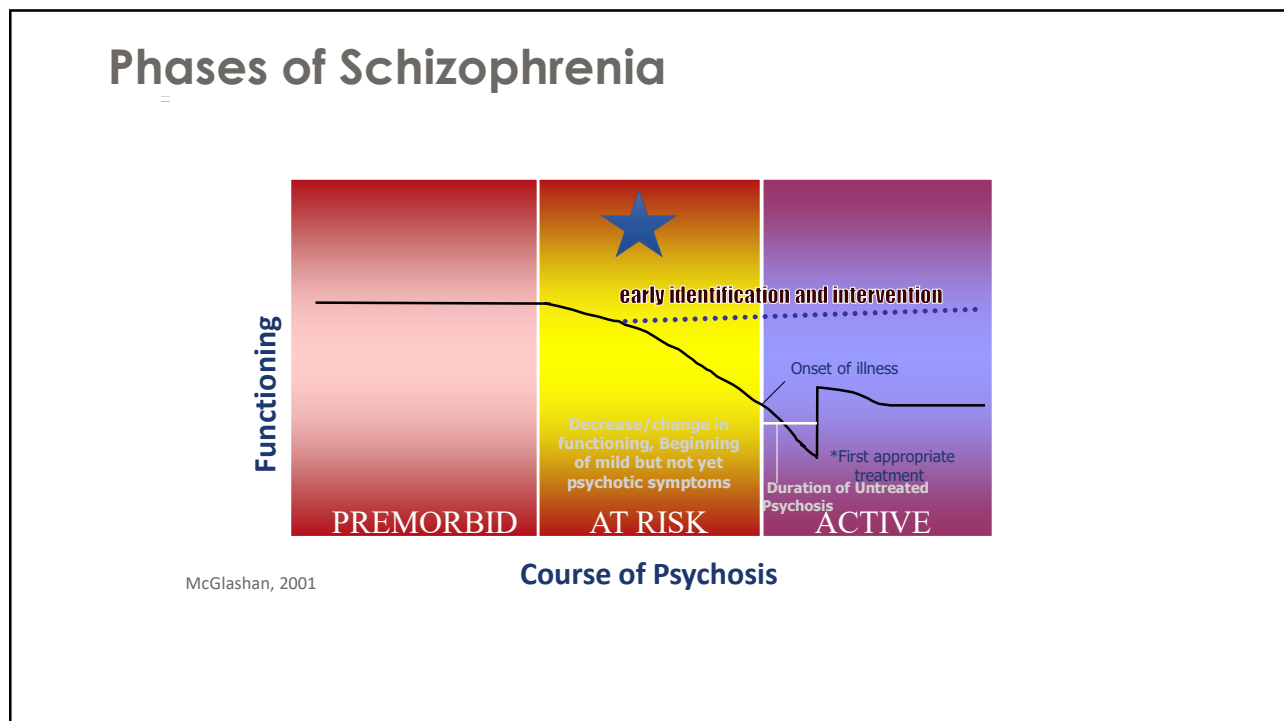 Phases of Schizophrenia
early identification and intervention
Functioning
Onset of illness
Decrease/change in
functioning, Beginning
of mild but not yet
psychotic symptoms
*First appropriate
treatment
Duration of Untreated
Psychosis
PREMORBID
AT RISK
ACTIVE
Course of Psychosis
McGlashan, 2001